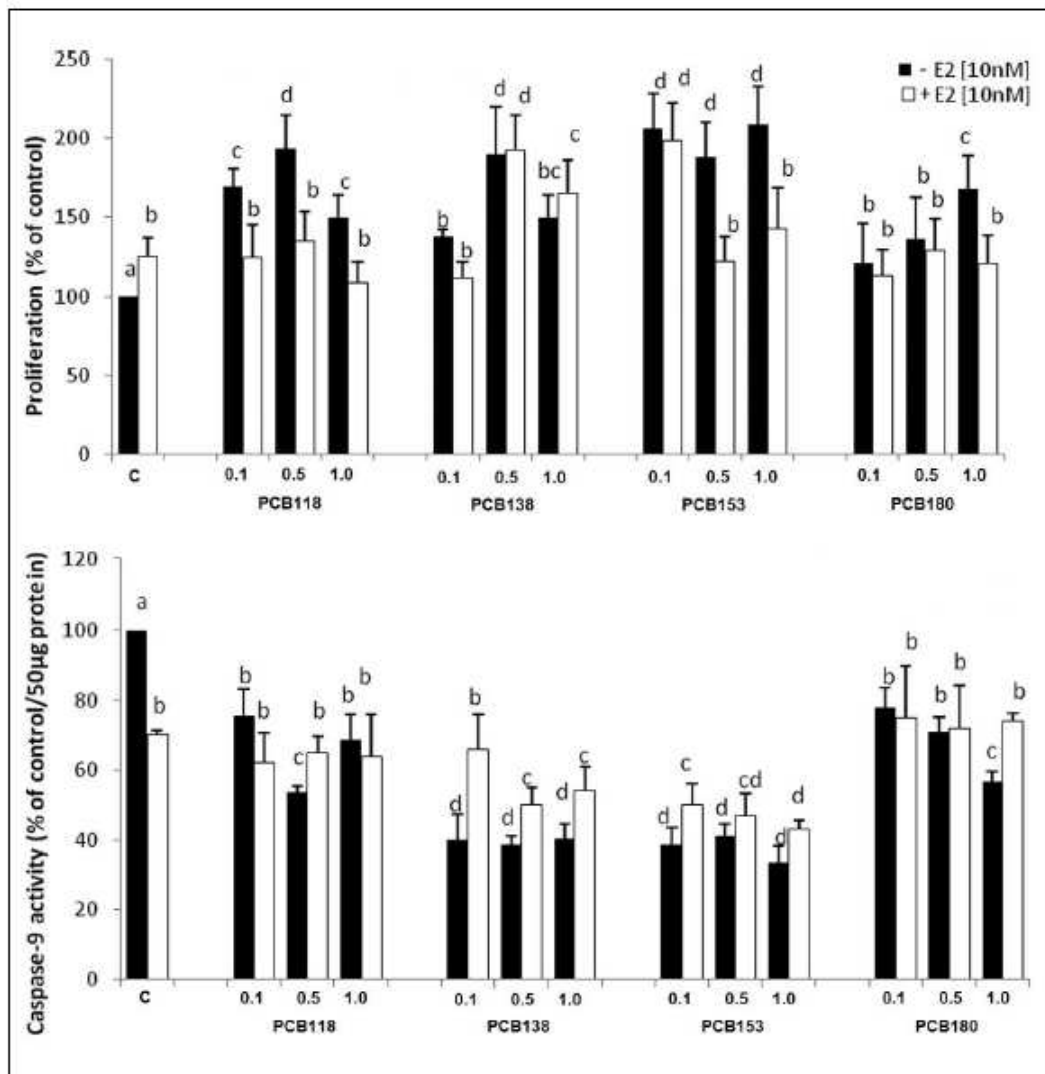 Proliferation (% of control)
250
200
150
100
50
0
- E2 [10nM]
+ E2 [10nM]
a
b
c
b
d
b
c
b
b
b
d
d
bc
c
d
d
d
b
d
b
b
b
b
b
c
b
C
0.1 0.5 1.0
0.1 0.5 1.0
0.1 0.5 1.0
0.1 0.5 1.0
PCB118
PCB138
PCB153
PCB180
Caspase-9 activity (% of control/50µg protein)
120
100
80
60
40
20
0
a
b
b
b
c
b
b
b
d
b
d
c
d
c
d
c
d
cd
d
d
b
b
b
b
c
b
C
0.1 0.5 1.0
0.1 0.5 1.0
0.1 0.5 1.0
0.1 0.5 1.0
PCB118
PCB138
PCB153
PCB180